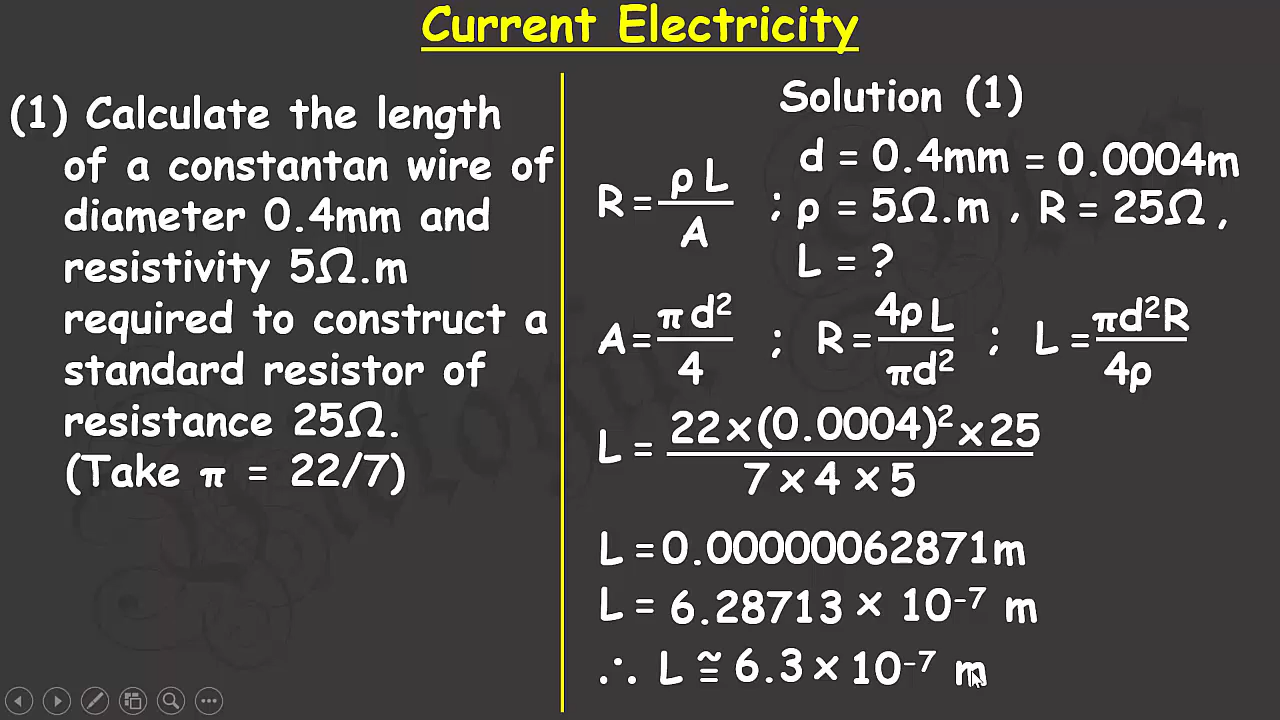 Current Electricity
(1) Calculate the length
of a constantan wire of
diameter 0.4mm and
resistivity 5Ω.m
required to construct a
standard resistor of
resistance 25Ω.
(Take π = 22/7)
Solution (1)
d = 0.4mm = 0.0004m
R = ρL / A ; ρ = 5Ω.m , R = 25Ω ,
L = ?
A = πd² / 4 ; R = 4ρL / πd² ; L = πd²R / 4ρ
L = 22×(0.0004)²×25 / 7×4×5
L = 0.00000062871m
L = 6.28713 × 10⁻⁷ m
∴ L ≅ 6.3 × 10⁻⁷ m